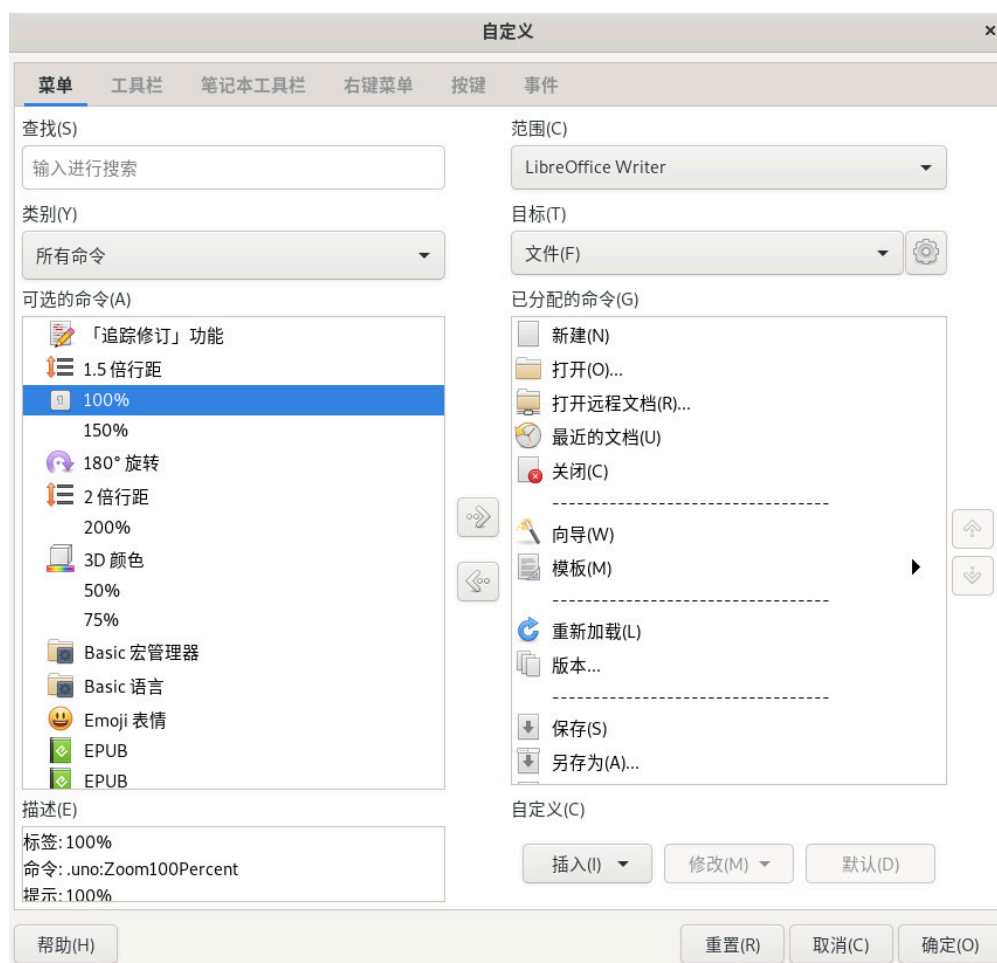 自定义
×
菜单 工具栏 笔记本工具栏 右键菜单 按键 事件
查找(S)
输入进行搜索
类别(Y)
所有命令
可选的命令(A)
「追踪修订」功能
1.5 倍行距
100%
150%
180° 旋转
2 倍行距
200%
3D 颜色
50%
75%
Basic 宏管理器
Basic 语言
Emoji 表情
EPUB
EPUB
描述(E)
标签: 100%
命令: .uno:Zoom100Percent
提示: 100%
范围(C)
LibreOffice Writer
目标(T)
文件(F)
已分配的命令(G)
新建(N)
打开(O)...
打开远程文档(R)...
最近的文档(U)
关闭(C)
----------------------------------
向导(W)
模板(M)
----------------------------------
重新加载(L)
版本...
----------------------------------
保存(S)
另存为(A)...
自定义(C)
插入(I) 修改(M) 默认(D)
帮助(H) 重置(R) 取消(C) 确定(O)